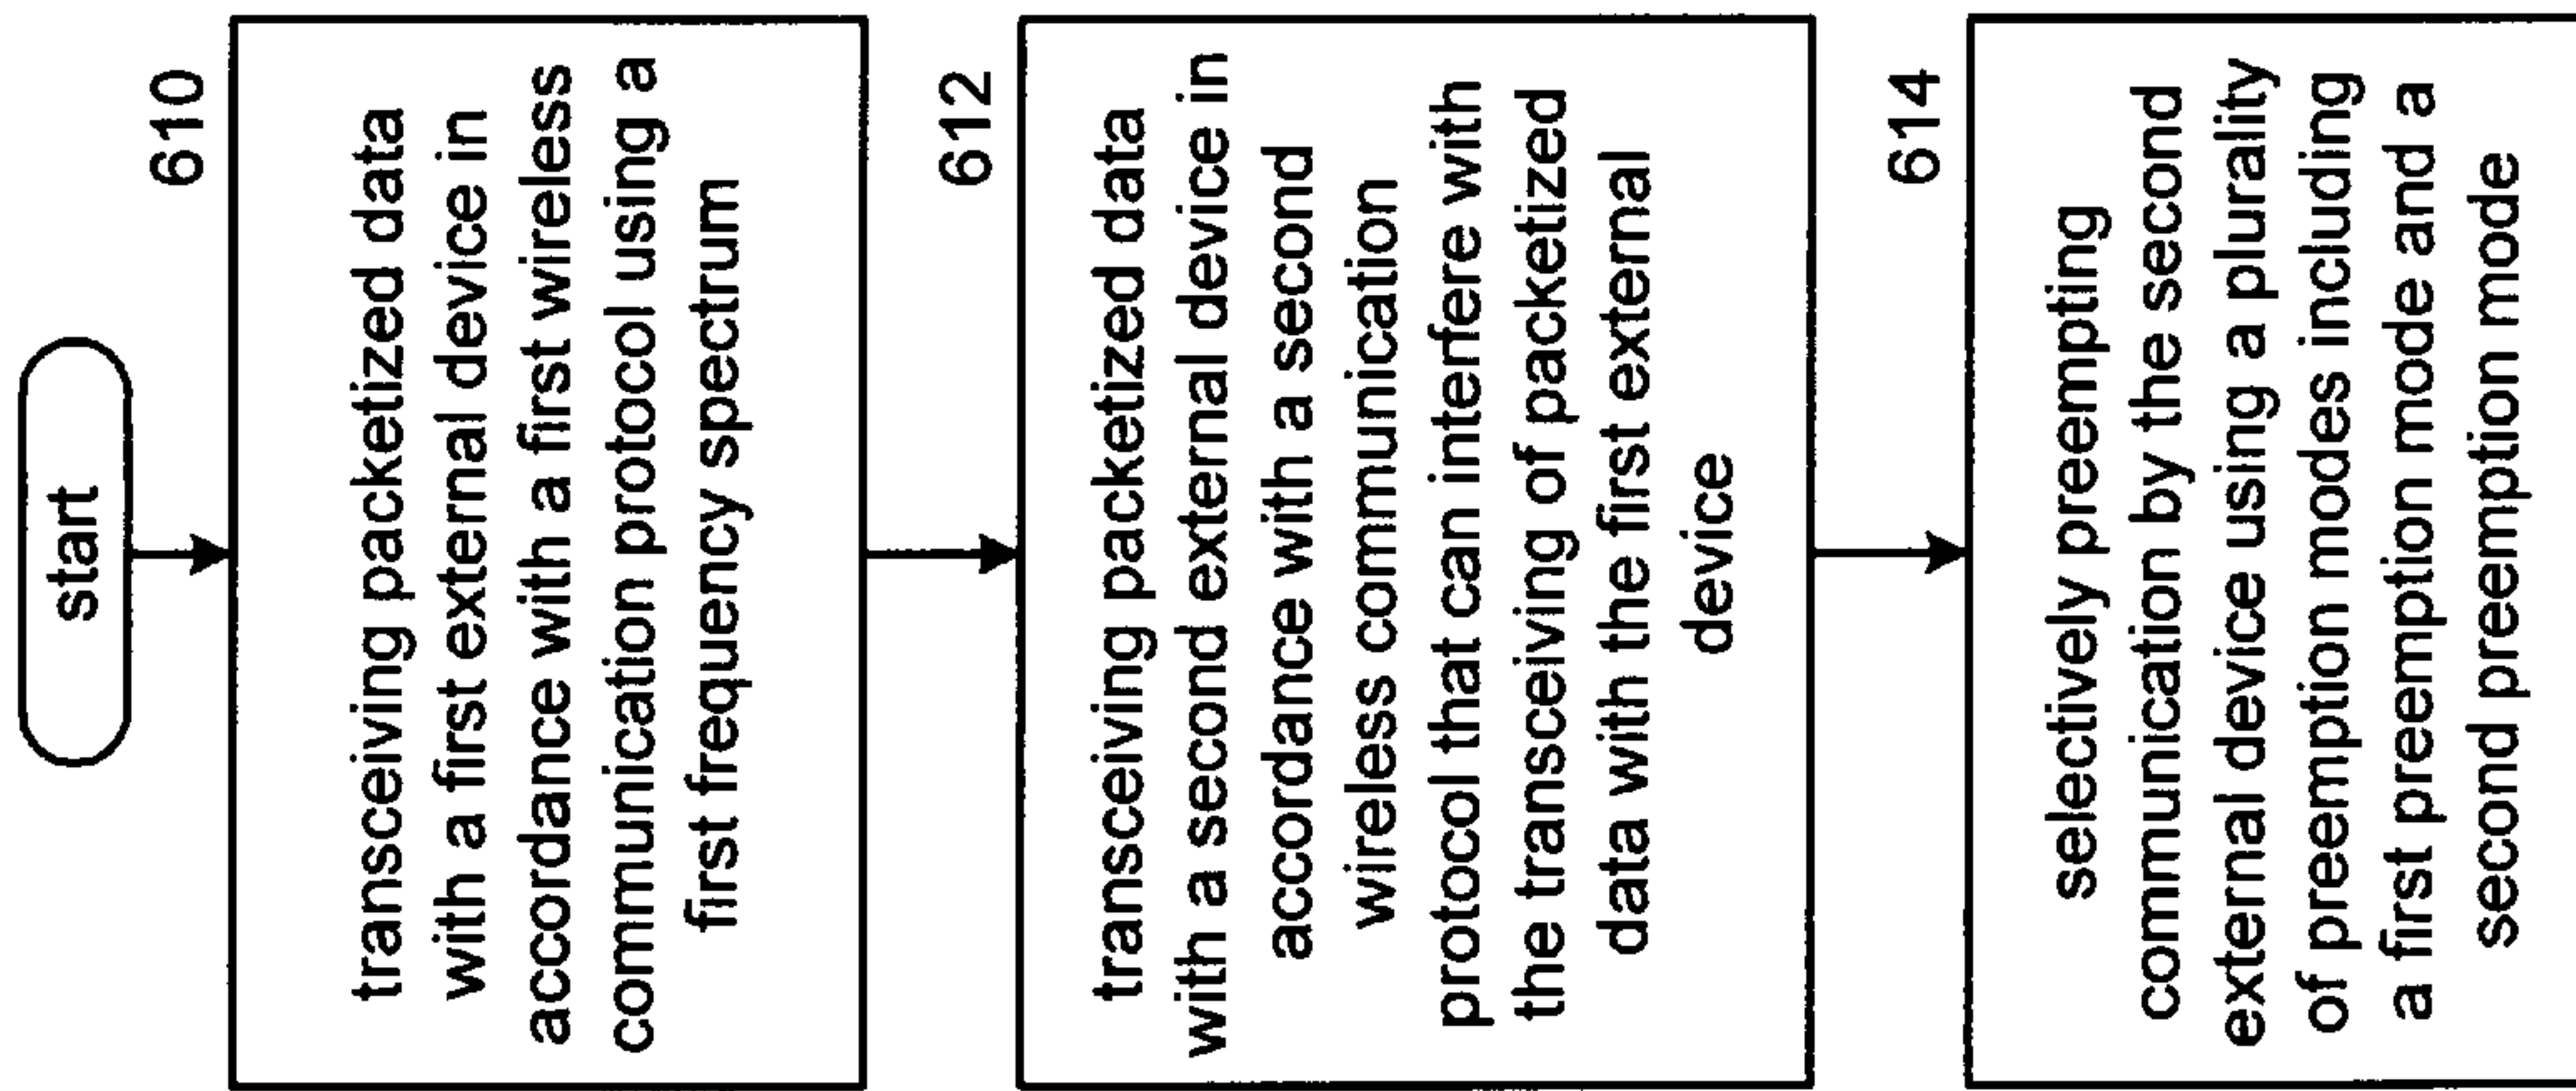 start
610
transceiving packetized data
with a first external device in
accordance with a first wireless
communication protocol using a
first frequency spectrum
612
transceiving packetized data
with a second external device in
accordance with a second
wireless communication
protocol that can interfere with
the transceiving of packetized
data with the first external
device
614
selectively preempting
communication by the second
external device using a plurality
of preemption modes including
a first preemption mode and a
second preemption mode